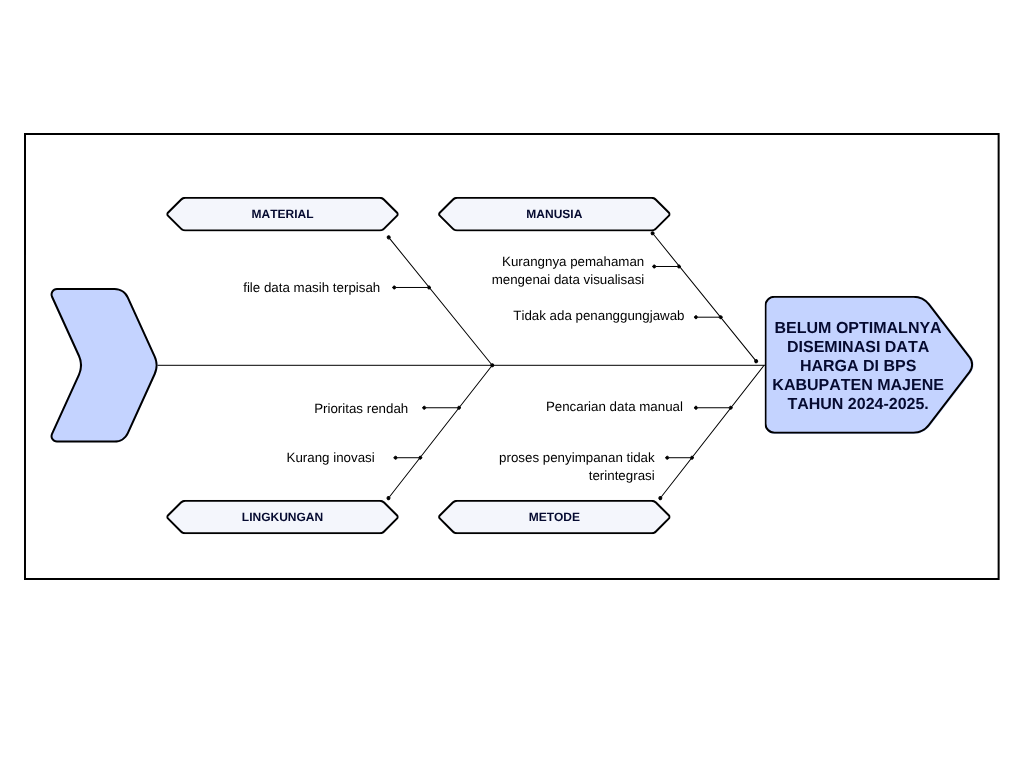 MATERIAL
MANUSIA
Kurangnya pemahaman
mengenai data visualisasi
file data masih terpisah
Tidak ada penanggungjawab
BELUM OPTIMALNYA
DISEMINASI DATA
HARGA DI BPS
KABUPATEN MAJENE
TAHUN 2024-2025.
Prioritas rendah
Pencarian data manual
Kurang inovasi
proses penyimpanan tidak
terintegrasi
LINGKUNGAN
METODE